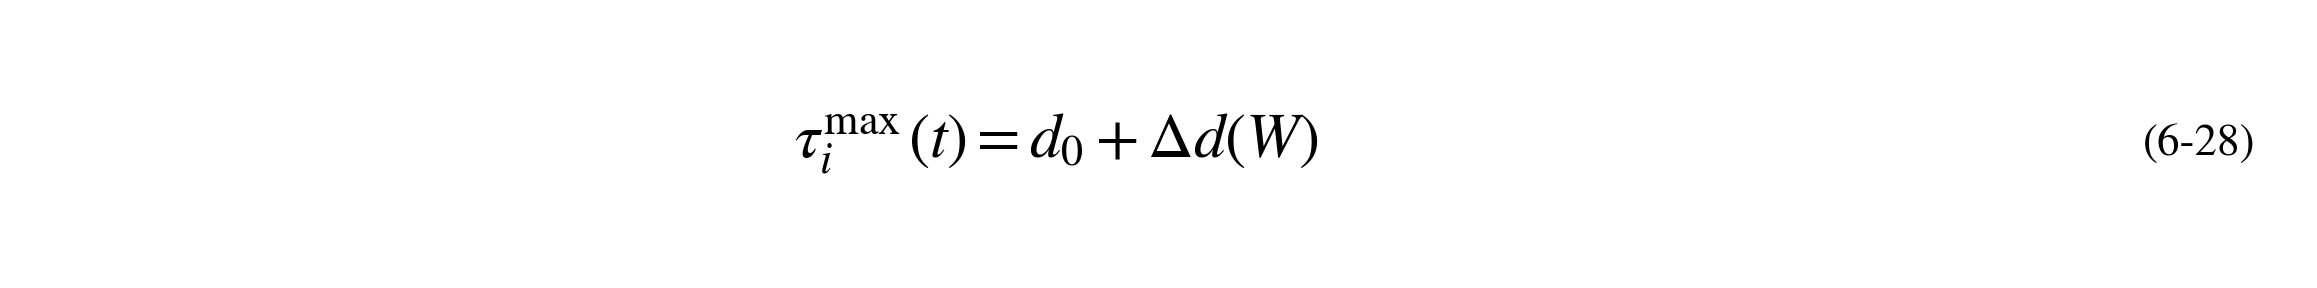 τ_i^max (t) = d_0 + Δd(W) (6-28)